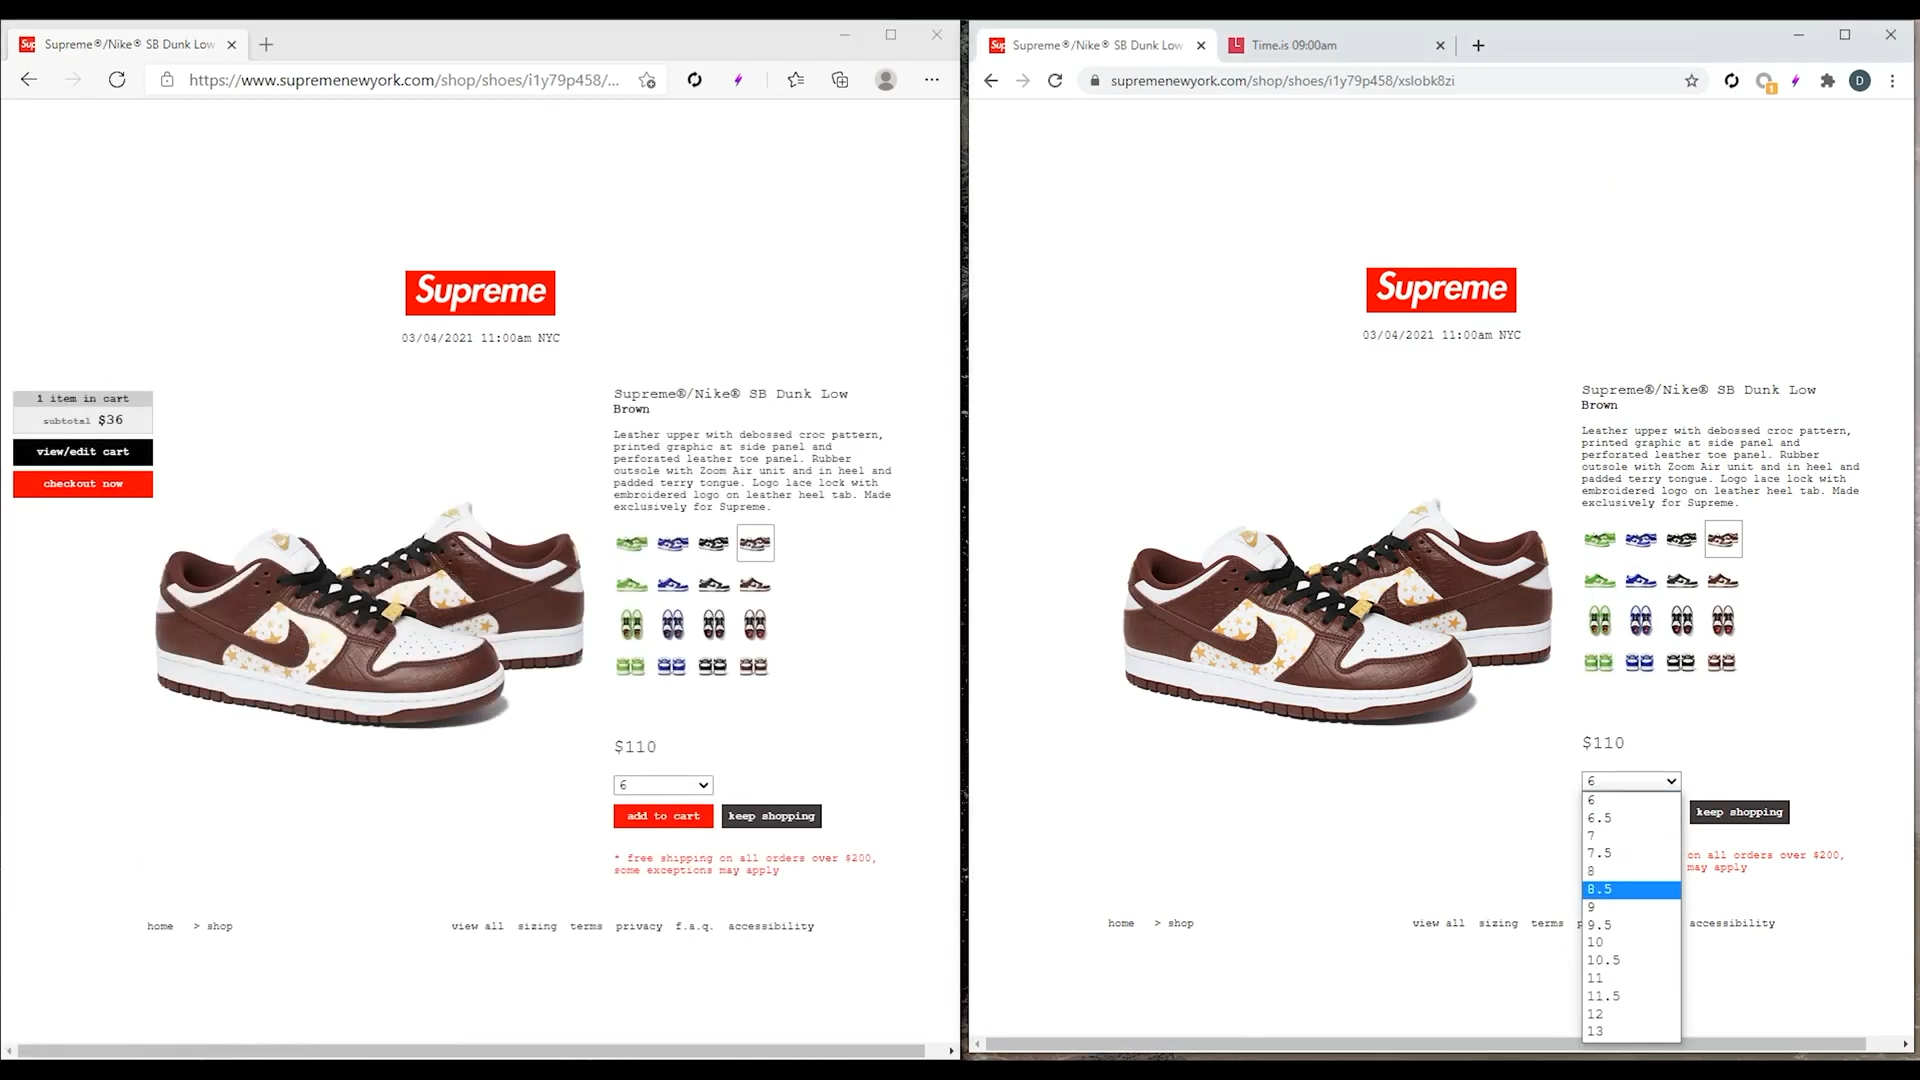 Supreme®/Nike® SB Dunk Low
https://www.supremenewyork.com/shop/shoes/i1y79p458/...
Supreme
03/04/2021 11:00am NYC
1 item in cart
subtotal $36
view/edit cart
checkout now
Supreme®/Nike® SB Dunk Low
Brown
Leather upper with debossed croc pattern,
printed graphic at side panel and
perforated leather toe panel. Rubber
outsole with Zoom Air unit and in heel and
padded terry tongue. Logo lace lock with
embroidered logo on leather heel tab. Made
exclusively for Supreme.
$110
6
add to cart keep shopping
* free shipping on all orders over $200,
some exceptions may apply
home > shop view all sizing terms privacy f.a.q. accessibility
Supreme®/Nike® SB Dunk Low Time.is 09:00am
supremenewyork.com/shop/shoes/i1y79p458/xslobk8zi
D
Supreme
03/04/2021 11:00am NYC
Supreme®/Nike® SB Dunk Low
Brown
Leather upper with debossed croc pattern,
printed graphic at side panel and
perforated leather toe panel. Rubber
outsole with Zoom Air unit and in heel and
padded terry tongue. Logo lace lock with
embroidered logo on leather heel tab. Made
exclusively for Supreme.
$110
6
6
6.5
7
7.5
8
8.5
9
9.5
10
10.5
11
11.5
12
13
keep shopping
on all orders over $200,
may apply
home > shop view all sizing terms accessibility